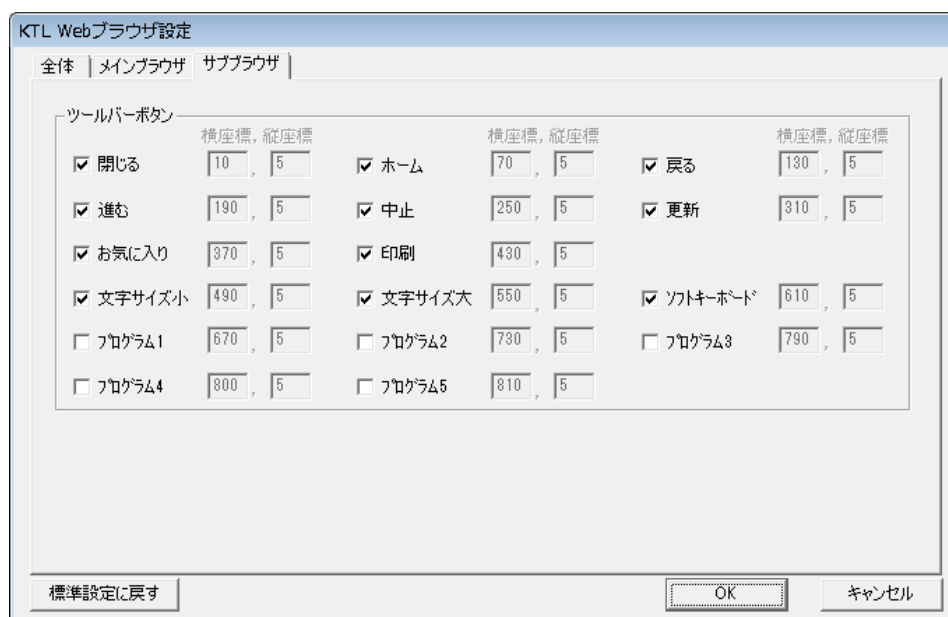 KTL Webブラウザ設定
全体 メインブラウザ サブブラウザ
ツールバーボタン
横座標, 縦座標 横座標, 縦座標 横座標, 縦座標
閉じる 10 , 5 ホーム 70 , 5 戻る 130 , 5
進む 190 , 5 中止 250 , 5 更新 310 , 5
お気に入り 370 , 5 印刷 430 , 5
文字サイズ小 490 , 5 文字サイズ大 550 , 5 ソフトキーボード 610 , 5
プログラム1 670 , 5 プログラム2 730 , 5 プログラム3 790 , 5
プログラム4 800 , 5 プログラム5 810 , 5
標準設定に戻す OK キャンセル